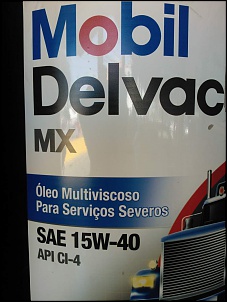 Mobil
Delvac
MX
Óleo Multiviscoso
Para Serviços Severos
SAE 15W-40
API CI-4